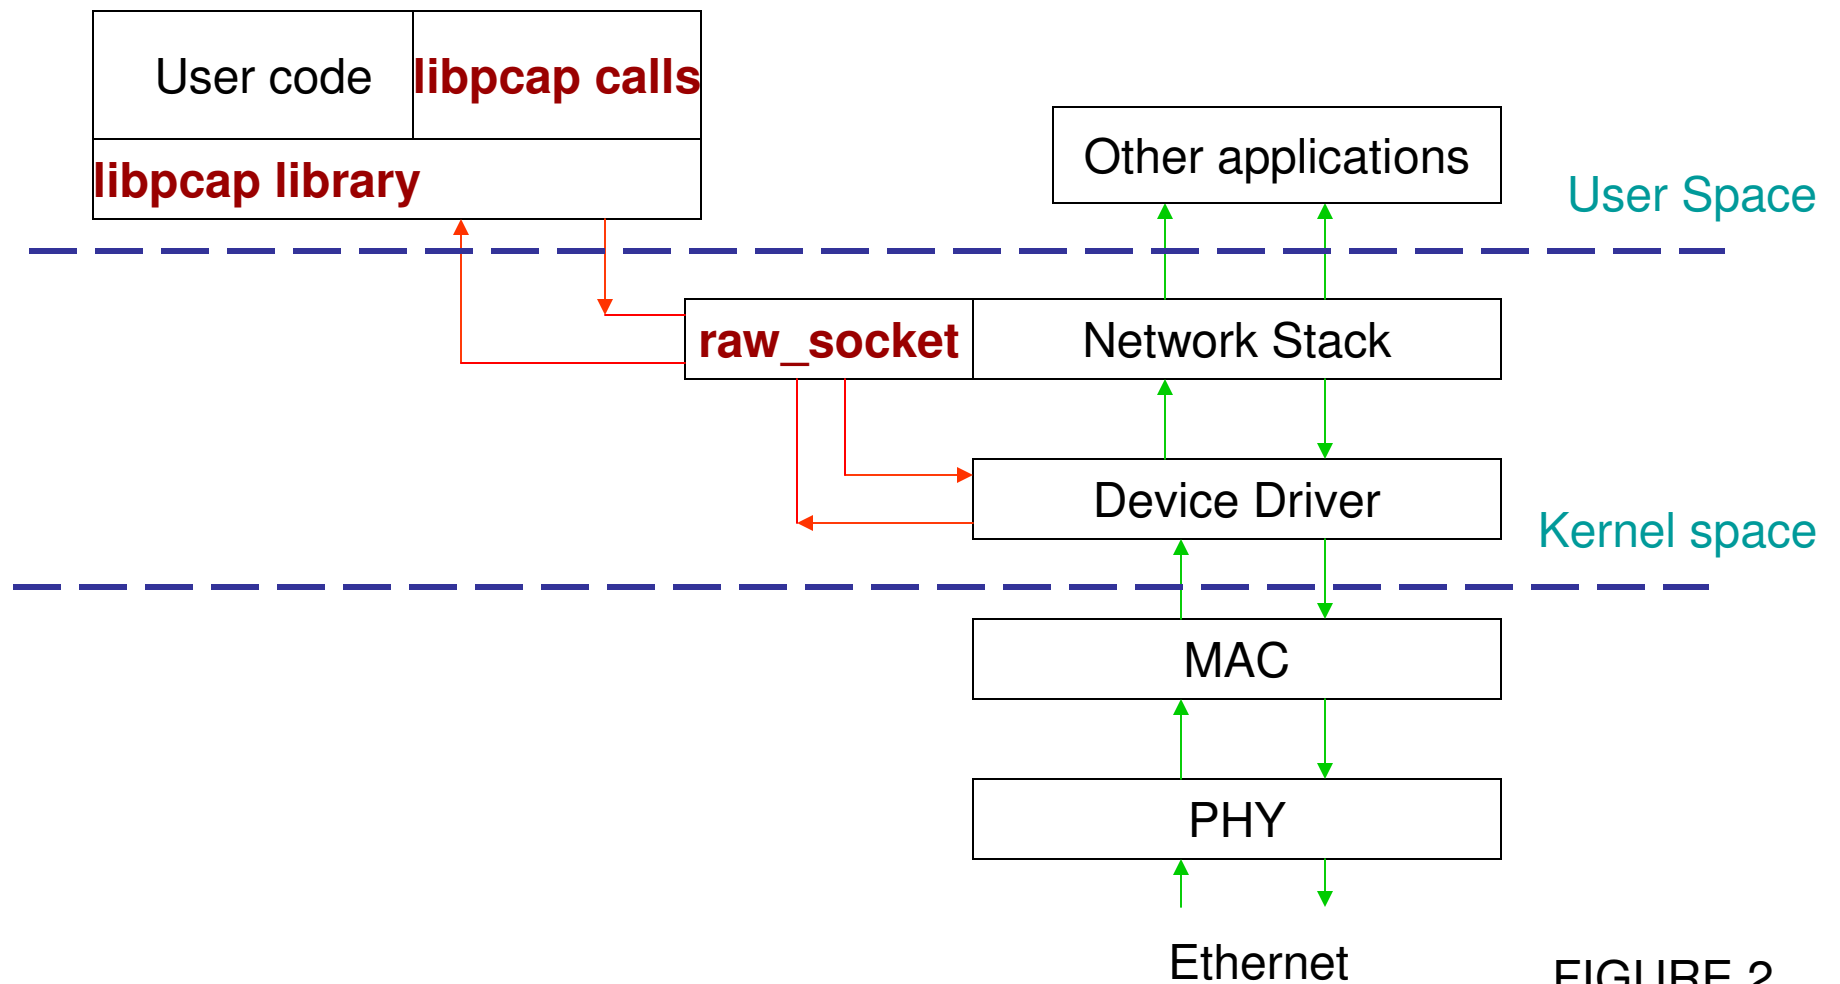 User code
libpcap calls
libpcap library
Other applications
User Space
raw_socket
Network Stack
Device Driver
Kernel space
MAC
PHY
Ethernet
FIGURE 2